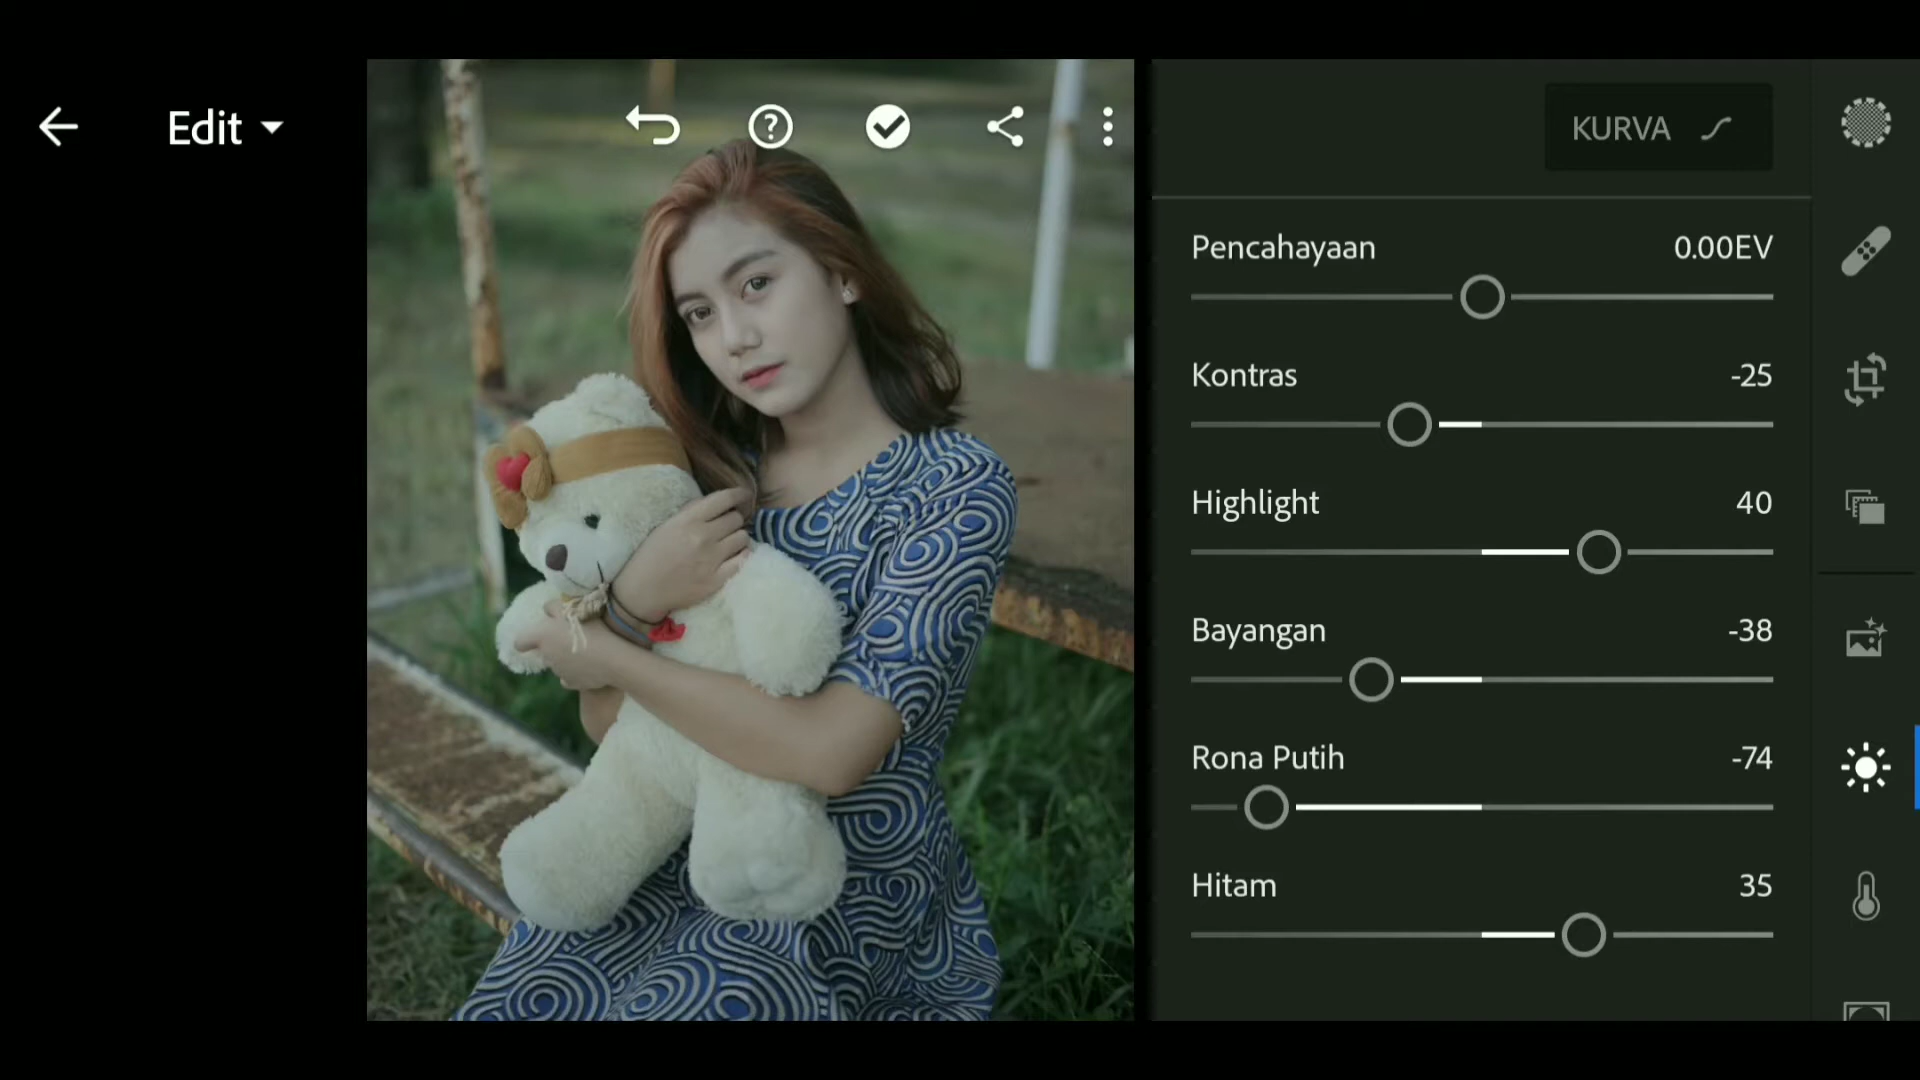 Edit
KURVA
Pencahayaan 0.00EV
Kontras -25
Highlight 40
Bayangan -38
Rona Putih -74
Hitam 35